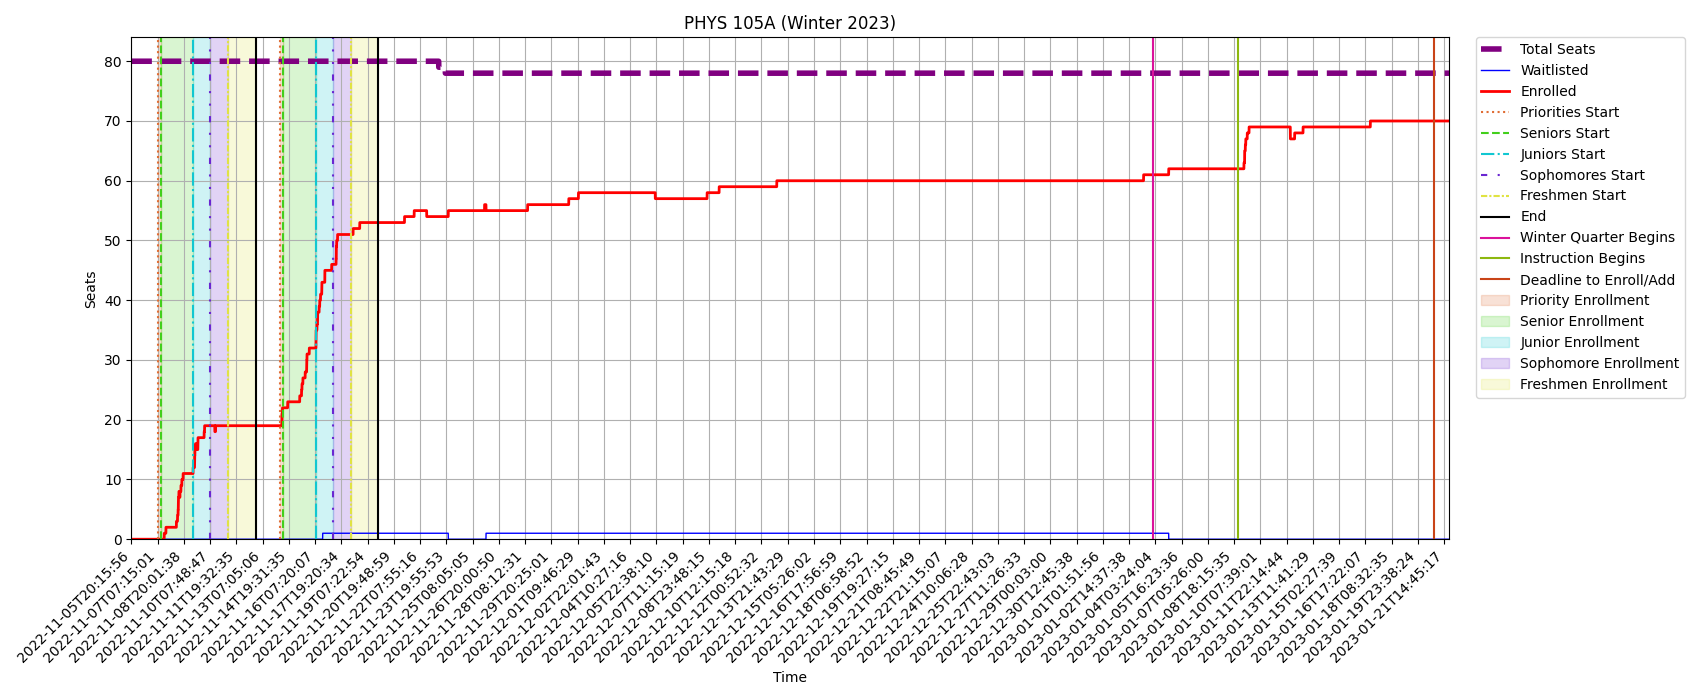 PHYS 105A (Winter 2023)
Seats
80
70
60
50
40
30
20
10
0
2022-11-05T20:15:56
2022-11-07T07:15:01
2022-11-08T20:01:38
2022-11-10T07:48:47
2022-11-11T19:32:35
2022-11-13T07:05:06
2022-11-14T19:31:35
2022-11-16T07:20:07
2022-11-17T19:20:34
2022-11-19T07:22:54
2022-11-20T19:48:59
2022-11-22T07:55:16
2022-11-23T19:55:53
2022-11-25T08:05:05
2022-11-26T20:00:50
2022-11-28T08:12:31
2022-11-29T20:25:01
2022-12-01T09:46:29
2022-12-02T22:01:43
2022-12-04T10:27:16
2022-12-05T22:38:10
2022-12-07T11:15:19
2022-12-08T23:48:15
2022-12-10T12:15:18
2022-12-12T00:52:32
2022-12-13T21:43:29
2022-12-15T05:26:02
2022-12-16T17:56:59
2022-12-18T06:58:52
2022-12-19T19:27:15
2022-12-21T08:45:49
2022-12-22T21:15:07
2022-12-24T10:06:28
2022-12-25T22:43:03
2022-12-27T11:26:33
2022-12-29T00:03:00
2022-12-30T12:45:38
2023-01-01T01:51:56
2023-01-02T14:37:38
2023-01-04T03:24:04
2023-01-05T16:23:36
2023-01-07T05:26:00
2023-01-08T18:15:35
2023-01-10T07:39:01
2023-01-11T22:14:44
2023-01-13T11:41:29
2023-01-15T02:27:39
2023-01-16T17:22:07
2023-01-18T08:32:35
2023-01-19T23:38:24
2023-01-21T14:45:17
Time
Total Seats
Waitlisted
Enrolled
Priorities Start
Seniors Start
Juniors Start
Sophomores Start
Freshmen Start
End
Winter Quarter Begins
Instruction Begins
Deadline to Enroll/Add
Priority Enrollment
Senior Enrollment
Junior Enrollment
Sophomore Enrollment
Freshmen Enrollment